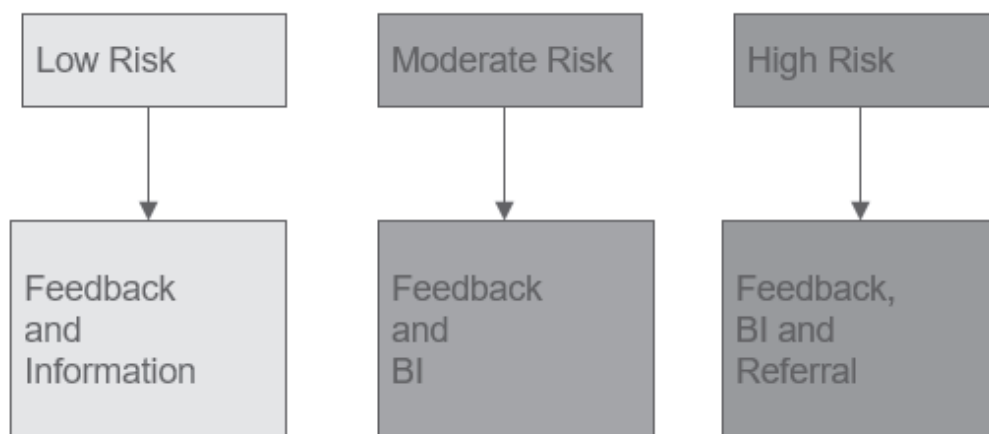 Low Risk
Moderate Risk
High Risk
Feedback
and
Information
Feedback
and
BI
Feedback,
BI and
Referral